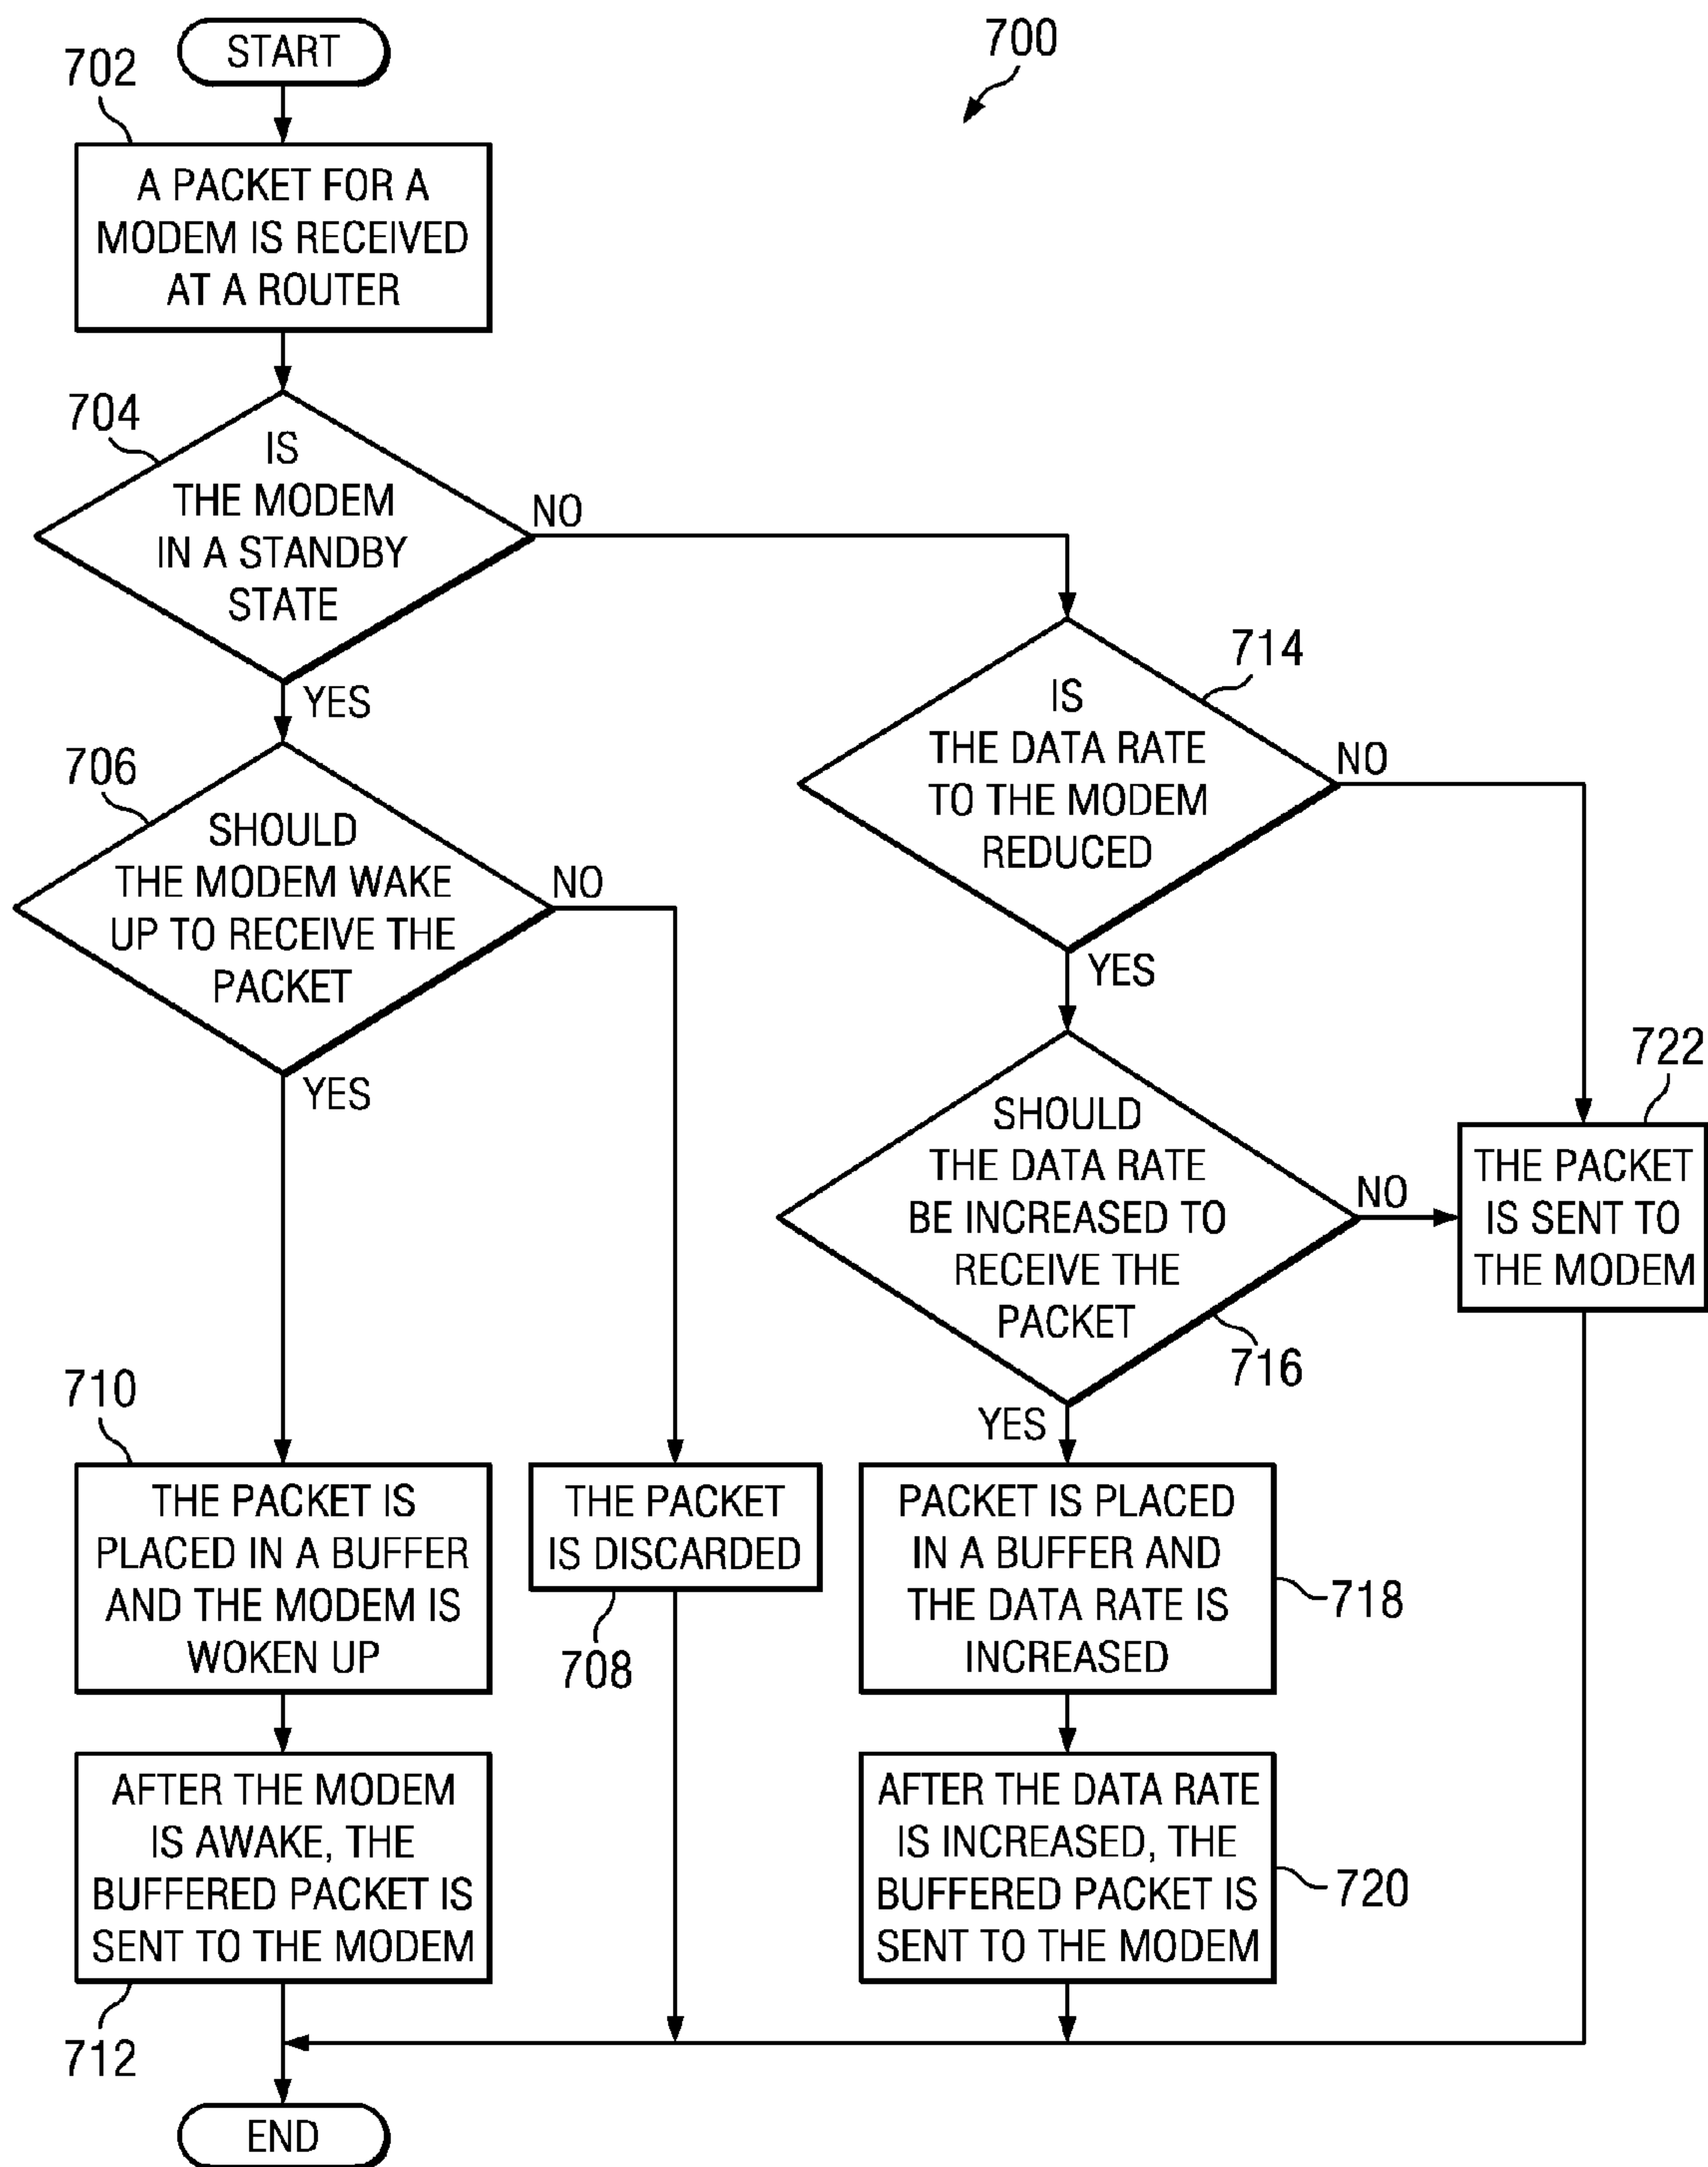 700
START
702
A PACKET FOR A
MODEM IS RECEIVED
AT A ROUTER
704
IS
THE MODEM
IN A STANDBY
STATE
NO
YES
706
SHOULD
THE MODEM WAKE
UP TO RECEIVE THE
PACKET
NO
YES
714
IS
THE DATA RATE
TO THE MODEM
REDUCED
NO
YES
SHOULD
THE DATA RATE
BE INCREASED TO
RECEIVE THE
PACKET
716
NO
YES
722
THE PACKET
IS SENT TO
THE MODEM
710
THE PACKET IS
PLACED IN A BUFFER
AND THE MODEM IS
WOKEN UP
THE PACKET
IS DISCARDED
708
PACKET IS PLACED
IN A BUFFER AND
THE DATA RATE IS
INCREASED
718
AFTER THE MODEM
IS AWAKE, THE
BUFFERED PACKET IS
SENT TO THE MODEM
712
AFTER THE DATA RATE
IS INCREASED, THE
BUFFERED PACKET IS
SENT TO THE MODEM
720
END